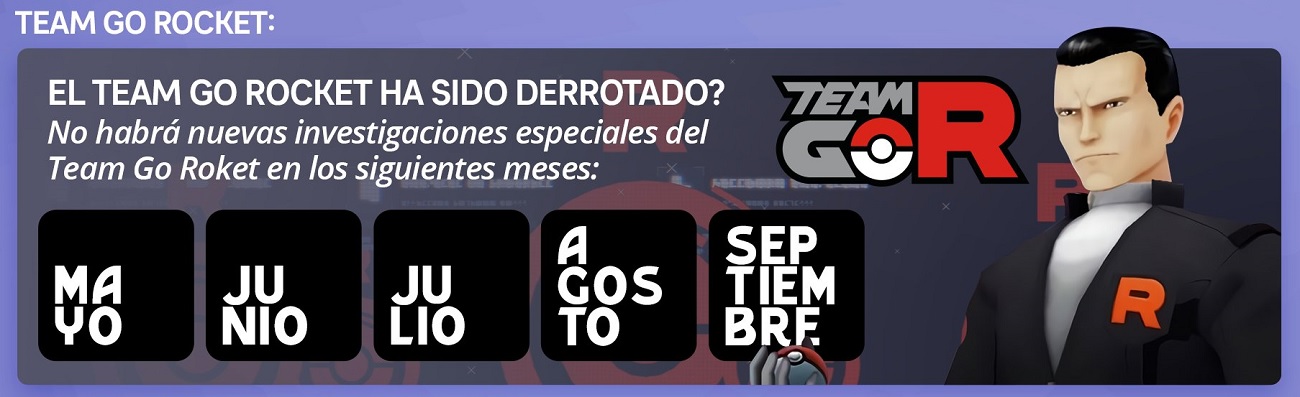 TEAM GO ROCKET:
EL TEAM GO ROCKET HA SIDO DERROTADO?
No habrá nuevas investigaciones especiales del
Team Go Roket en los siguientes meses:
TEAM
GO R
MA
YO
JU
NIO
JU
LIO
A
GOS
TO
SEP
TIEM
BRE
R